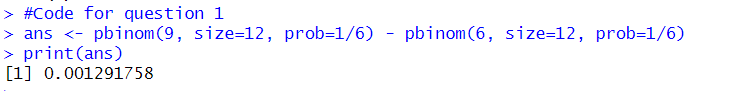 > #Code for question 1
> ans <- pbinom(9, size=12, prob=1/6) - pbinom(6, size=12, prob=1/6)
> print(ans)
[1] 0.001291758